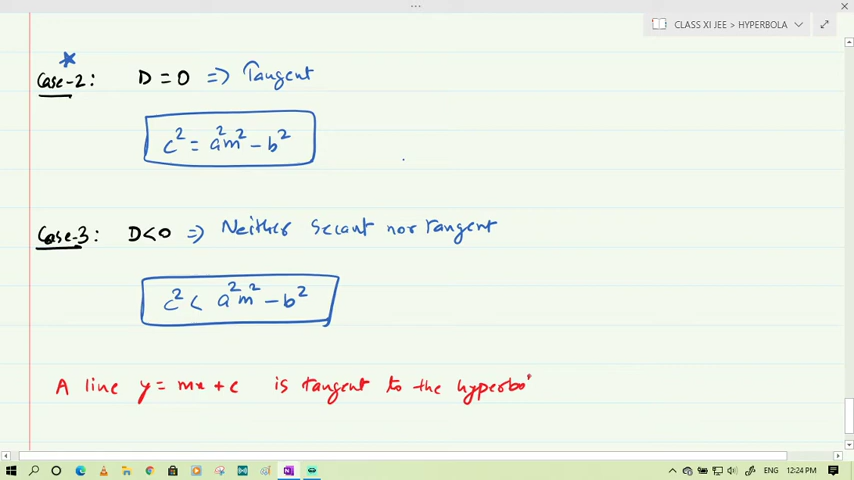 CLASS XI JEE > HYPERBOLA
Case-2: D = 0 => Tangent
c² = a²m² - b²
Case-3: D<0 => Neither secant nor tangent
c² < a²m² - b²
A line y = mx + c is tangent to the hyperbo
ENG 12:24 PM